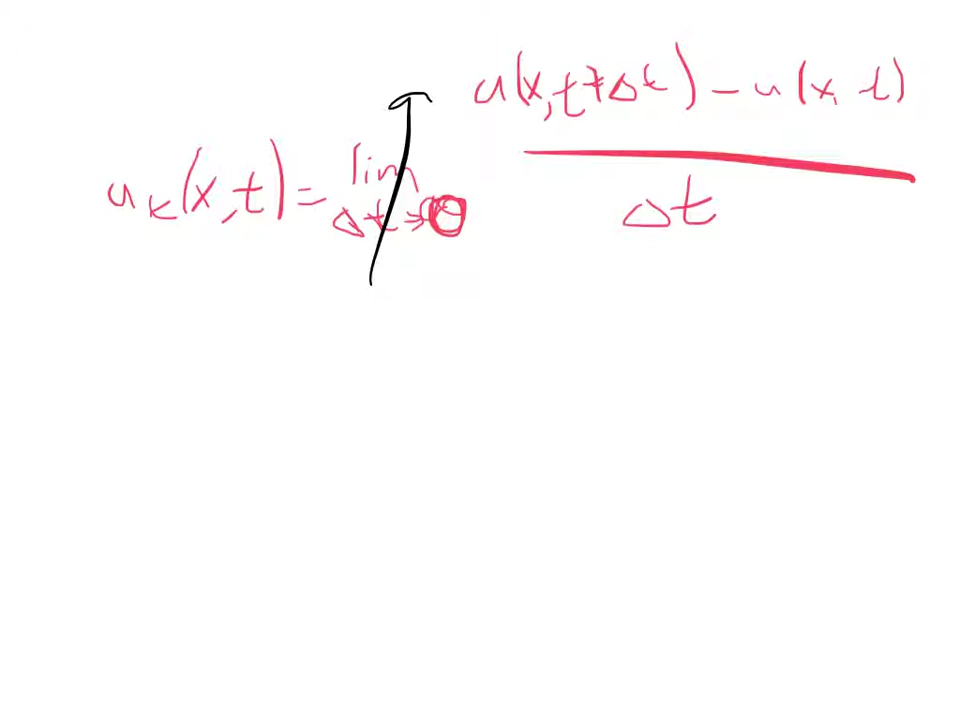 u_t(x,t) = lim Δt→0 u(x,t+Δt) - u(x,t)
Δt